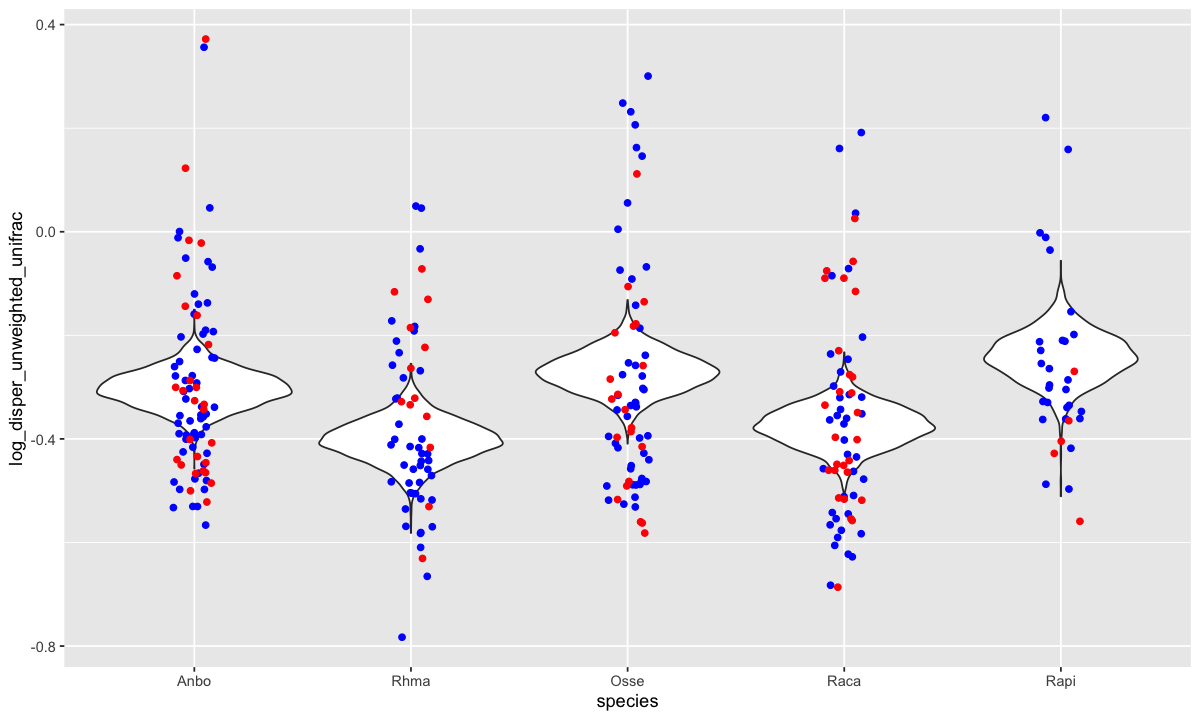 0.4
0.0
-0.4
-0.8
log_disper_unweighted_unifrac
Anbo
Rhma
Osse
Raca
Rapi
species